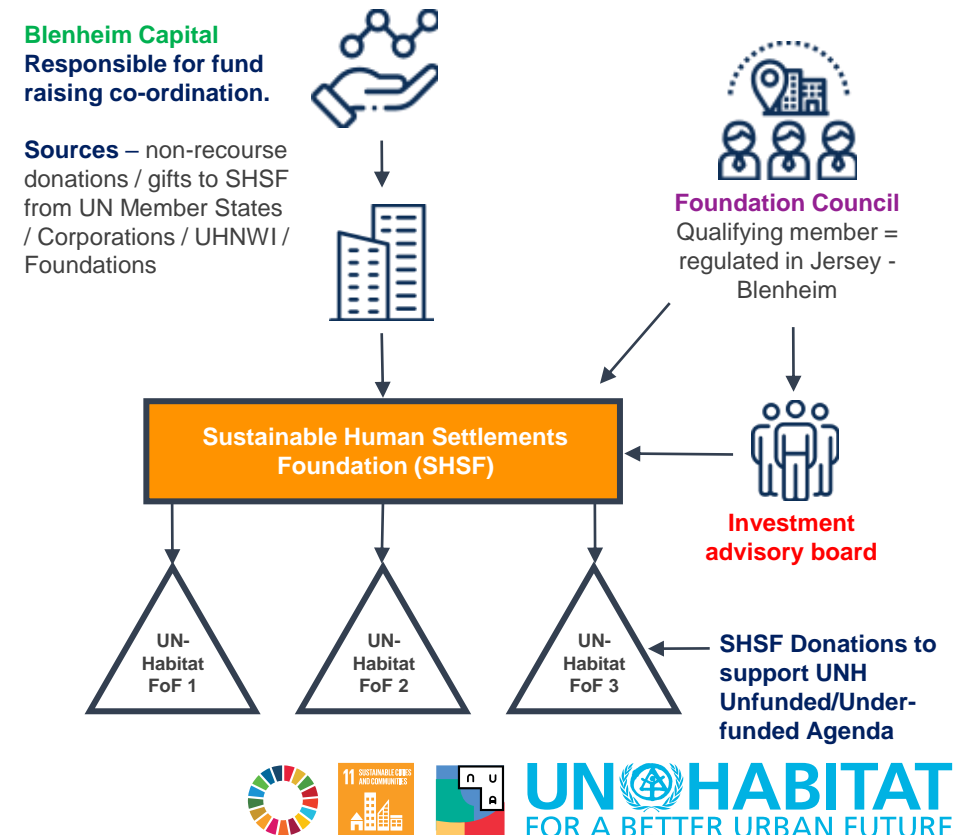 Blenheim Capital
Responsible for fund
raising co-ordination.
Sources – non-recourse
donations / gifts to SHSF
from UN Member States
/ Corporations / UHNWI /
Foundations
Foundation Council
Qualifying member =
regulated in Jersey -
Blenheim
Sustainable Human Settlements
Foundation (SHSF)
Investment
advisory board
UN-
Habitat
FoF 1
UN-
Habitat
FoF 2
UN-
Habitat
FoF 3
SHSF Donations to
support UNH
Unfunded/Under-
funded Agenda
11 SUSTAINABLE CITIES
AND COMMUNITIES
N U
A
UN HABITAT
FOR A BETTER URBAN FUTURE